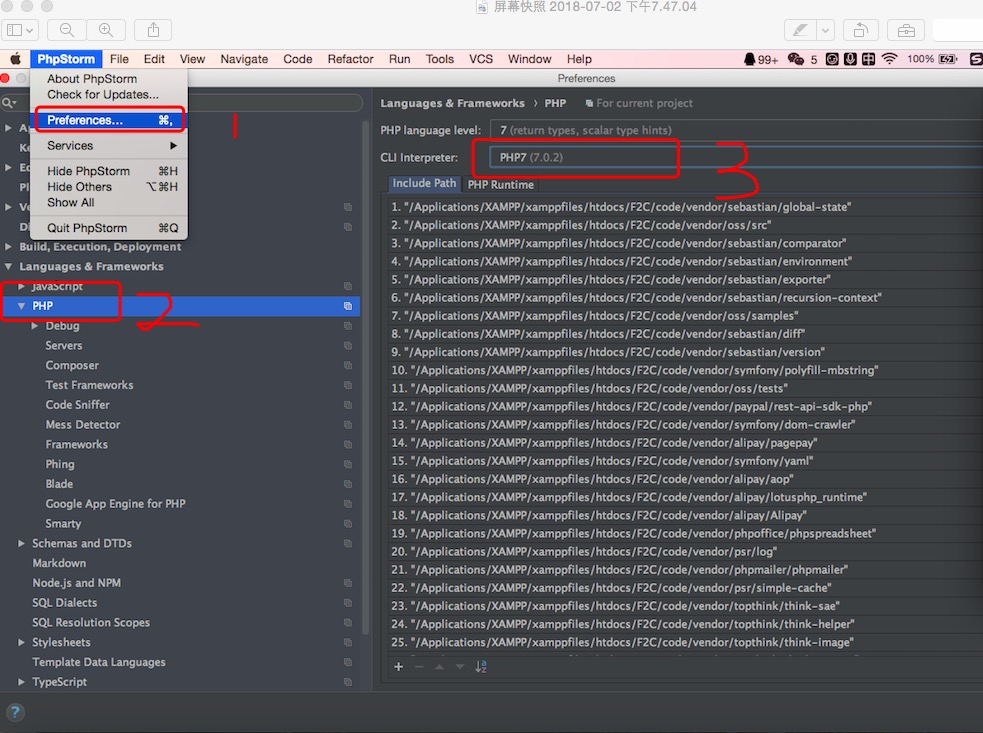 屏幕快照 2018-07-02 下午7.47.04
PhpStorm File Edit View Navigate Code Refactor Run Tools VCS Window Help 99+ 5 100%
About PhpStorm
Check for Updates...
Preferences... ⌘,
Services
Hide PhpStorm ⌘H
Hide Others ⌥⌘H
Show All
Quit PhpStorm ⌘Q
1
Build, Execution, Deployment
Languages & Frameworks
JavaScript
PHP
2
Debug
Servers
Composer
Test Frameworks
Code Sniffer
Mess Detector
Frameworks
Phing
Blade
Google App Engine for PHP
Smarty
Schemas and DTDs
Markdown
Node.js and NPM
SQL Dialects
SQL Resolution Scopes
Stylesheets
Template Data Languages
TypeScript
?
Preferences
Languages & Frameworks › PHP For current project
PHP language level: 7 (return types, scalar type hints)
CLI Interpreter: PHP7 (7.0.2)
3
Include Path PHP Runtime
1. "/Applications/XAMPP/xamppfiles/htdocs/F2C/code/vendor/sebastian/global-state"
2. "/Applications/XAMPP/xamppfiles/htdocs/F2C/code/vendor/oss/src"
3. "/Applications/XAMPP/xamppfiles/htdocs/F2C/code/vendor/sebastian/comparator"
4. "/Applications/XAMPP/xamppfiles/htdocs/F2C/code/vendor/sebastian/environment"
5. "/Applications/XAMPP/xamppfiles/htdocs/F2C/code/vendor/sebastian/exporter"
6. "/Applications/XAMPP/xamppfiles/htdocs/F2C/code/vendor/sebastian/recursion-context"
7. "/Applications/XAMPP/xamppfiles/htdocs/F2C/code/vendor/oss/samples"
8. "/Applications/XAMPP/xamppfiles/htdocs/F2C/code/vendor/sebastian/diff"
9. "/Applications/XAMPP/xamppfiles/htdocs/F2C/code/vendor/sebastian/version"
10. "/Applications/XAMPP/xamppfiles/htdocs/F2C/code/vendor/symfony/polyfill-mbstring"
11. "/Applications/XAMPP/xamppfiles/htdocs/F2C/code/vendor/oss/tests"
12. "/Applications/XAMPP/xamppfiles/htdocs/F2C/code/vendor/paypal/rest-api-sdk-php"
13. "/Applications/XAMPP/xamppfiles/htdocs/F2C/code/vendor/symfony/dom-crawler"
14. "/Applications/XAMPP/xamppfiles/htdocs/F2C/code/vendor/alipay/pagepay"
15. "/Applications/XAMPP/xamppfiles/htdocs/F2C/code/vendor/symfony/yaml"
16. "/Applications/XAMPP/xamppfiles/htdocs/F2C/code/vendor/alipay/aop"
17. "/Applications/XAMPP/xamppfiles/htdocs/F2C/code/vendor/alipay/lotusphp_runtime"
18. "/Applications/XAMPP/xamppfiles/htdocs/F2C/code/vendor/alipay/Alipay"
19. "/Applications/XAMPP/xamppfiles/htdocs/F2C/code/vendor/phpoffice/phpspreadsheet"
20. "/Applications/XAMPP/xamppfiles/htdocs/F2C/code/vendor/psr/log"
21. "/Applications/XAMPP/xamppfiles/htdocs/F2C/code/vendor/phpmailer/phpmailer"
22. "/Applications/XAMPP/xamppfiles/htdocs/F2C/code/vendor/psr/simple-cache"
23. "/Applications/XAMPP/xamppfiles/htdocs/F2C/code/vendor/topthink/think-sae"
24. "/Applications/XAMPP/xamppfiles/htdocs/F2C/code/vendor/topthink/think-helper"
25. "/Applications/XAMPP/xamppfiles/htdocs/F2C/code/vendor/topthink/think-image"